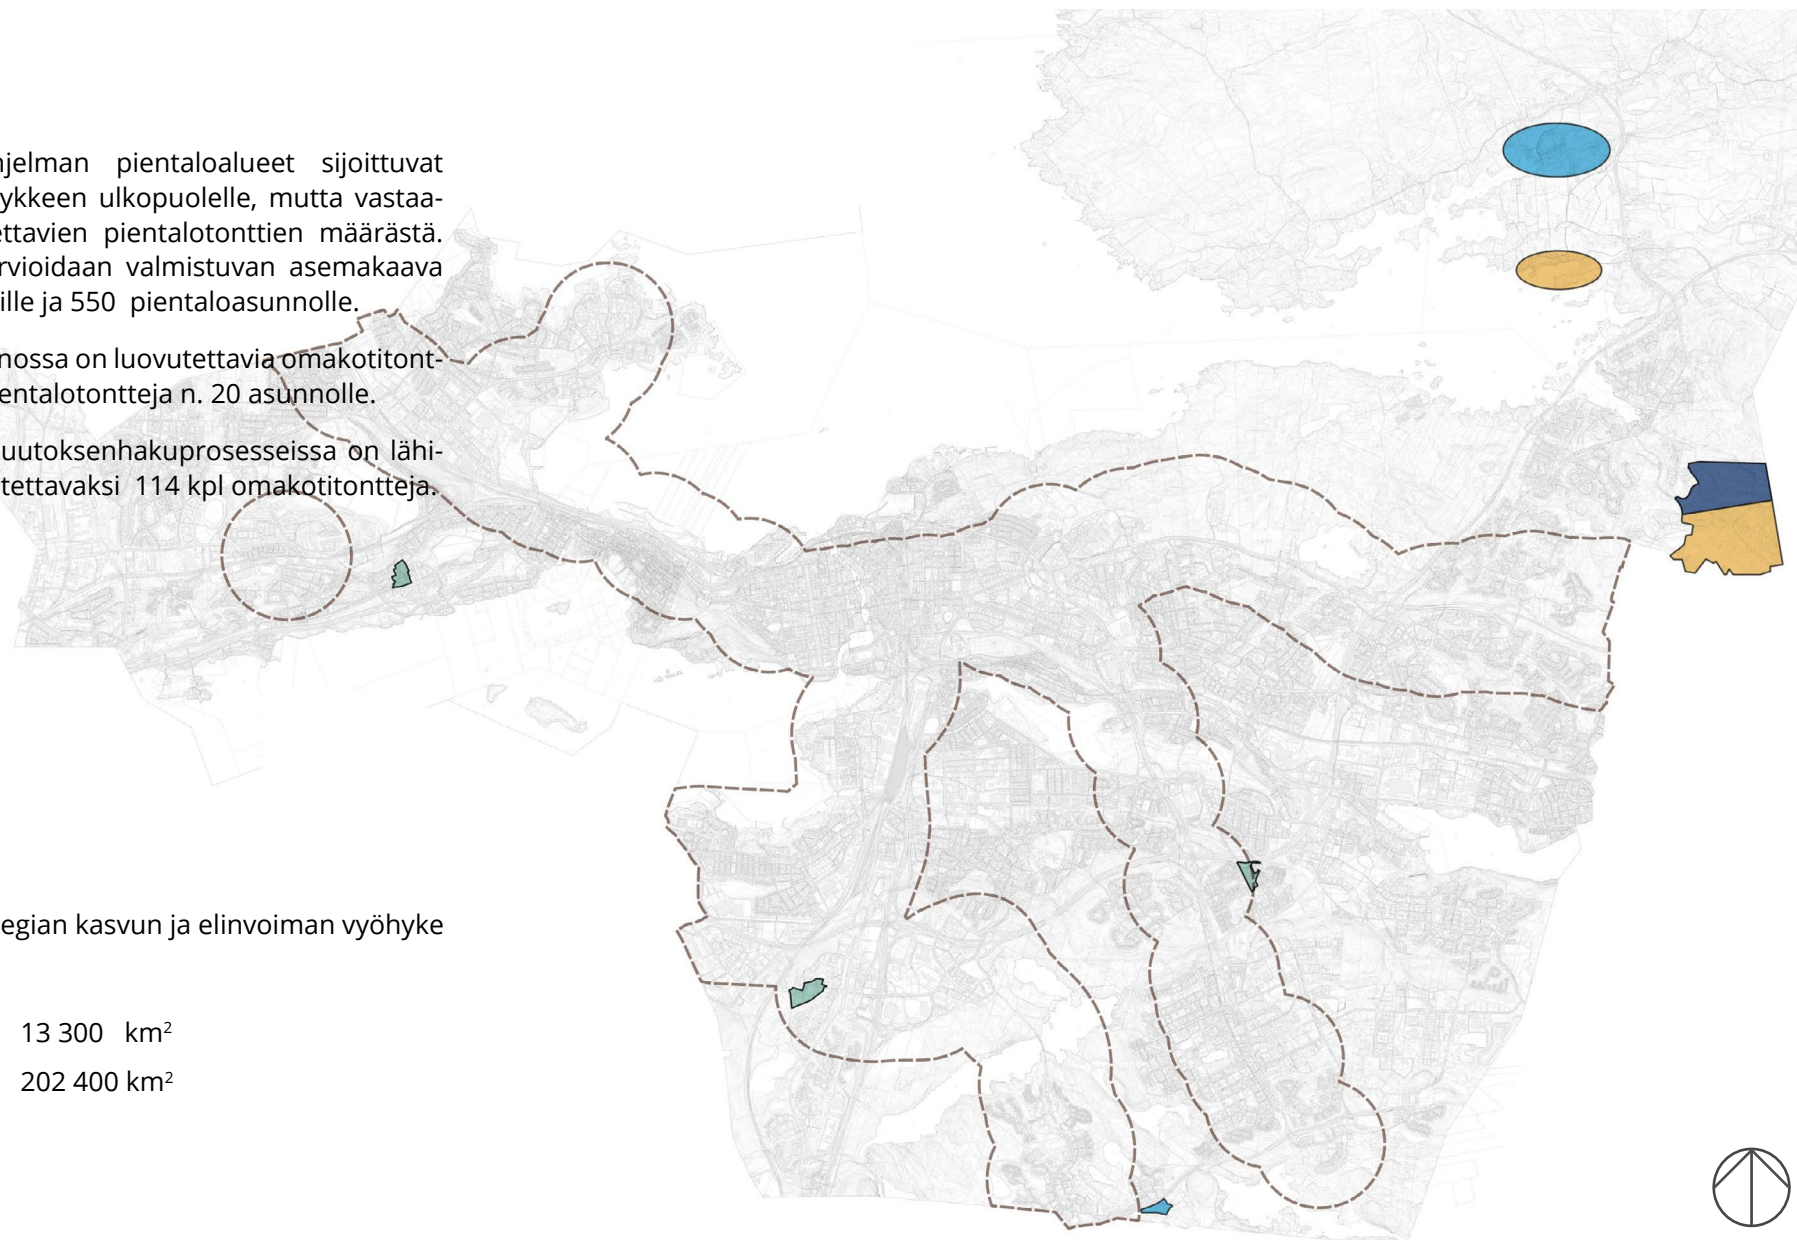 njelman pientaloalueet sijoittuvat
ykkeen ulkopuolelle, mutta vastaa-
ettavien pientalotonttien määrästä.
rvioidaan valmistuvan asemakaava
ille ja 550 pientaloasunnolle.
nossa on luovutettavia omakotitont-
entalotontteja n. 20 asunnolle.
uutoksenhakuprosesseissa on lähi-
tettavaksi 114 kpl omakotitontteja.
egian kasvun ja elinvoiman vyöhyke
13 300 km²
202 400 km²